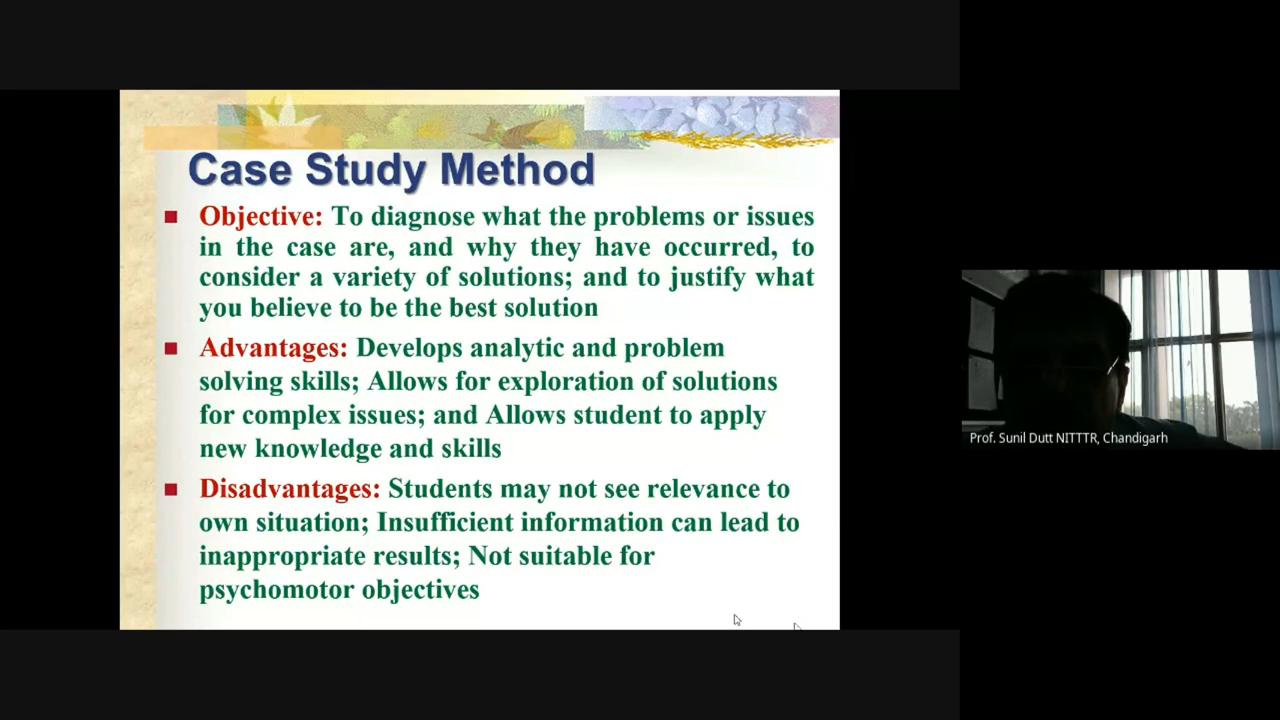 Case Study Method
Objective: To diagnose what the problems or issues
in the case are, and why they have occurred, to
consider a variety of solutions; and to justify what
you believe to be the best solution
Advantages: Develops analytic and problem
solving skills; Allows for exploration of solutions
for complex issues; and Allows student to apply
new knowledge and skills
Disadvantages: Students may not see relevance to
own situation; Insufficient information can lead to
inappropriate results; Not suitable for
psychomotor objectives
Prof. Sunil Dutt NITTTR, Chandigarh